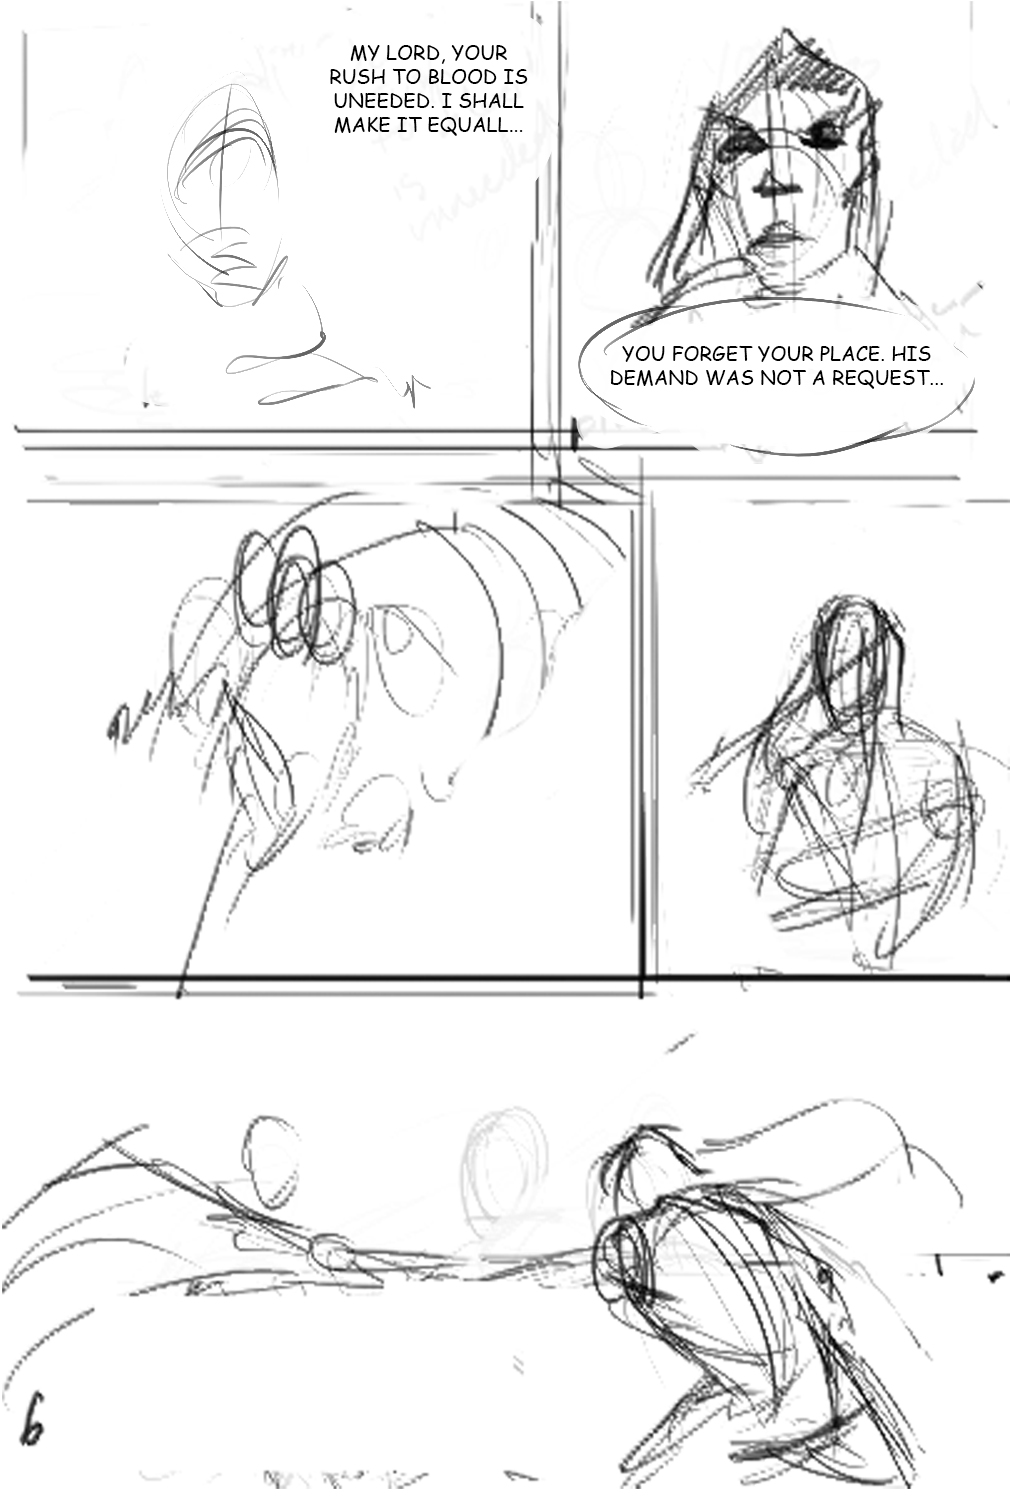 MY LORD, YOUR
RUSH TO BLOOD IS
UNEEDED. I SHALL
MAKE IT EQUALL...
YOU FORGET YOUR PLACE. HIS
DEMAND WAS NOT A REQUEST...
6